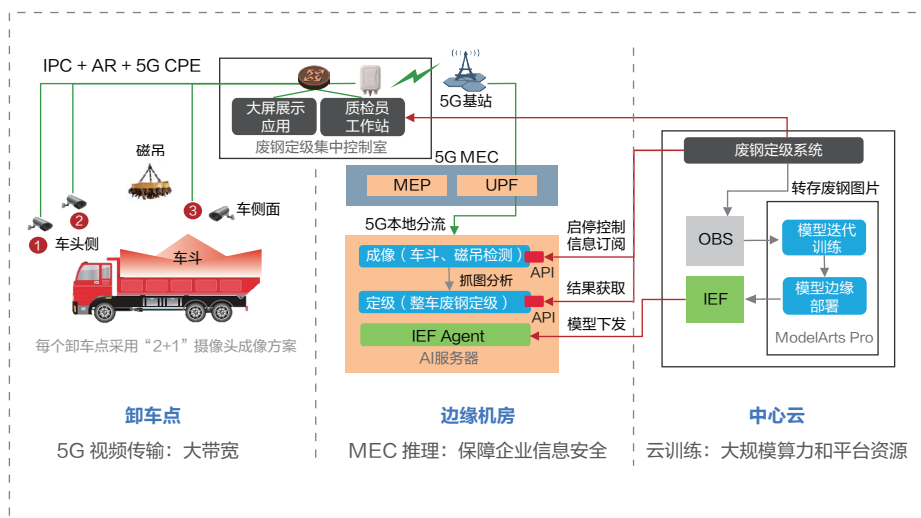 IPC + AR + 5G CPE
大屏展示
应用
质检员
工作站
废钢定级集中控制室
5G基站
磁吊
2
1
车头侧
3
车侧面
车斗
每个卸车点采用“2+1”摄像头成像方案
5G MEC
MEP
UPF
5G本地分流
成像（车斗、磁吊检测）
API
抓图分析
定级（整车废钢定级）
API
IEF Agent
AI服务器
启停控制
信息订阅
结果获取
模型下发
废钢定级系统
转存废钢图片
OBS
模型迭代
训练
IEF
模型边缘
部署
ModelArts Pro
卸车点
边缘机房
中心云
5G 视频传输：大带宽
MEC 推理：保障企业信息安全
云训练：大规模算力和平台资源